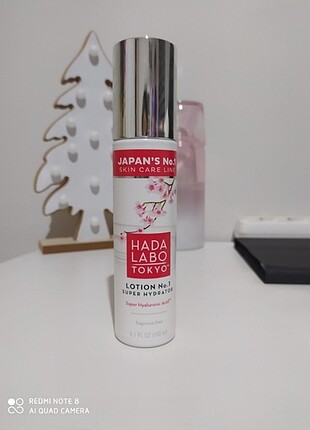 JAPAN'S No.1
SKIN CARE LINE
HADA
LABO
TOKYO
LOTION No.1
SUPER HYDRATOR
Super Hyaluronic Acid™
fragrance free
REDMI NOTE 8
AI QUAD CAMERA